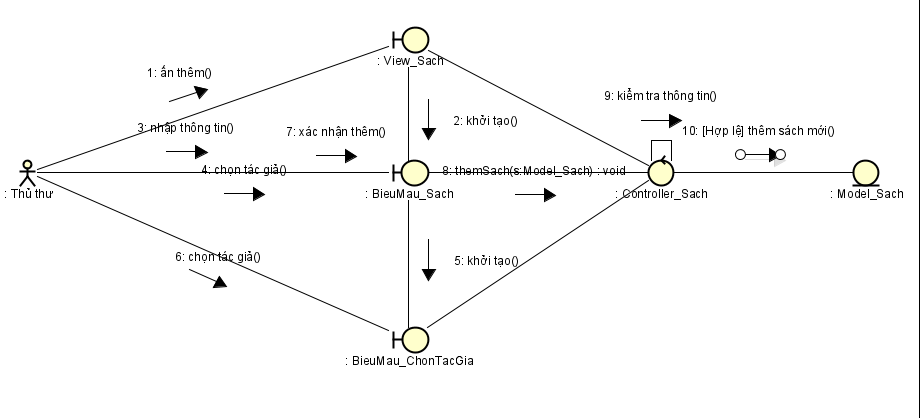 : View_Sach
1: ấn thêm()
9: kiểm tra thông tin()
2: khởi tạo()
3: nhập thông tin()
7: xác nhận thêm()
10: [Hợp lệ] thêm sách mới()
4: chọn tác giả()
8: themSach(s:Model_Sach) : void
: Thủ thư
: BieuMau_Sach
: Controller_Sach
: Model_Sach
6: chọn tác giả()
5: khởi tạo()
: BieuMau_ChonTacGia